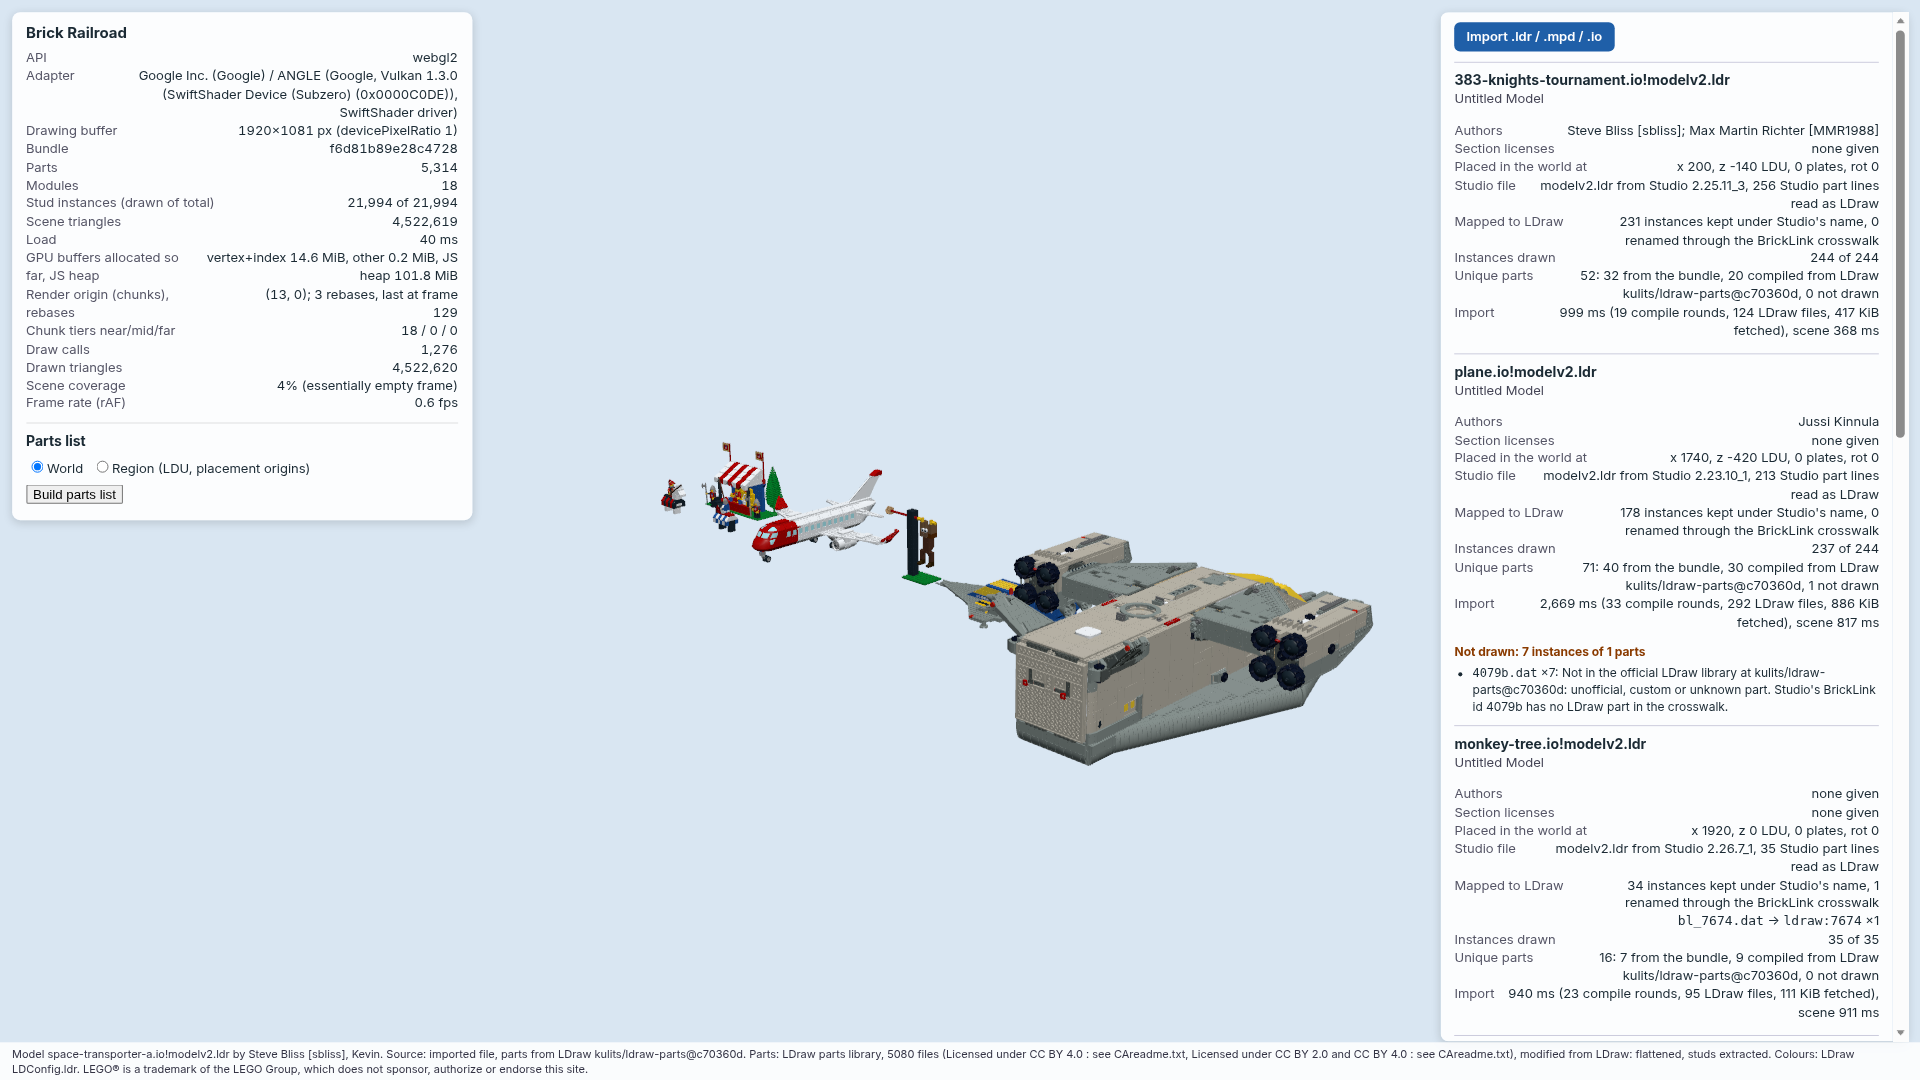 Brick Railroad
API webgl2
Adapter Google Inc. (Google) / ANGLE (Google, Vulkan 1.3.0
(SwiftShader Device (Subzero) (0x0000C0DE)),
SwiftShader driver)
Drawing buffer 1920×1081 px (devicePixelRatio 1)
Bundle f6d81b89e28c4728
Parts 5,314
Modules 18
Stud instances (drawn of total) 21,994 of 21,994
Scene triangles 4,522,619
Load 40 ms
GPU buffers allocated so vertex+index 14.6 MiB, other 0.2 MiB, JS
far, JS heap heap 101.8 MiB
Render origin (chunks), (13, 0); 3 rebases, last at frame
rebases 129
Chunk tiers near/mid/far 18 / 0 / 0
Draw calls 1,276
Drawn triangles 4,522,620
Scene coverage 4% (essentially empty frame)
Frame rate (rAF) 0.6 fps
Parts list
World Region (LDU, placement origins)
Build parts list
Import .ldr / .mpd / .io
383-knights-tournament.io!modelv2.ldr
Untitled Model
Authors Steve Bliss [sbliss]; Max Martin Richter [MMR1988]
Section licenses none given
Placed in the world at x 200, z -140 LDU, 0 plates, rot 0
Studio file modelv2.ldr from Studio 2.25.11_3, 256 Studio part lines
read as LDraw
Mapped to LDraw 231 instances kept under Studio's name, 0
renamed through the BrickLink crosswalk
Instances drawn 244 of 244
Unique parts 52: 32 from the bundle, 20 compiled from LDraw
kulits/ldraw-parts@c70360d, 0 not drawn
Import 999 ms (19 compile rounds, 124 LDraw files, 417 KiB
fetched), scene 368 ms
plane.io!modelv2.ldr
Untitled Model
Authors Jussi Kinnula
Section licenses none given
Placed in the world at x 1740, z -420 LDU, 0 plates, rot 0
Studio file modelv2.ldr from Studio 2.23.10_1, 213 Studio part lines
read as LDraw
Mapped to LDraw 178 instances kept under Studio's name, 0
renamed through the BrickLink crosswalk
Instances drawn 237 of 244
Unique parts 71: 40 from the bundle, 30 compiled from LDraw
kulits/ldraw-parts@c70360d, 1 not drawn
Import 2,669 ms (33 compile rounds, 292 LDraw files, 886 KiB
fetched), scene 817 ms
Not drawn: 7 instances of 1 parts
• 4079b.dat ×7: Not in the official LDraw library at kulits/ldraw-
parts@c70360d: unofficial, custom or unknown part. Studio's BrickLink
id 4079b has no LDraw part in the crosswalk.
monkey-tree.io!modelv2.ldr
Untitled Model
Authors none given
Section licenses none given
Placed in the world at x 1920, z 0 LDU, 0 plates, rot 0
Studio file modelv2.ldr from Studio 2.26.7_1, 35 Studio part lines
read as LDraw
Mapped to LDraw 34 instances kept under Studio's name, 1
renamed through the BrickLink crosswalk
bl_7674.dat → ldraw:7674 ×1
Instances drawn 35 of 35
Unique parts 16: 7 from the bundle, 9 compiled from LDraw
kulits/ldraw-parts@c70360d, 0 not drawn
Import 940 ms (23 compile rounds, 95 LDraw files, 111 KiB fetched),
scene 911 ms
Model space-transporter-a.io!modelv2.ldr by Steve Bliss [sbliss], Kevin. Source: imported file, parts from LDraw kulits/ldraw-parts@c70360d. Parts: LDraw parts library, 5080 files (Licensed under CC BY 4.0 : see CAreadme.txt, Licensed under CC BY 2.0 and CC BY 4.0 : see CAreadme.txt), modified from LDraw: flattened, studs extracted. Colours: LDraw
LDConfig.ldr. LEGO® is a trademark of the LEGO Group, which does not sponsor, authorize or endorse this site.